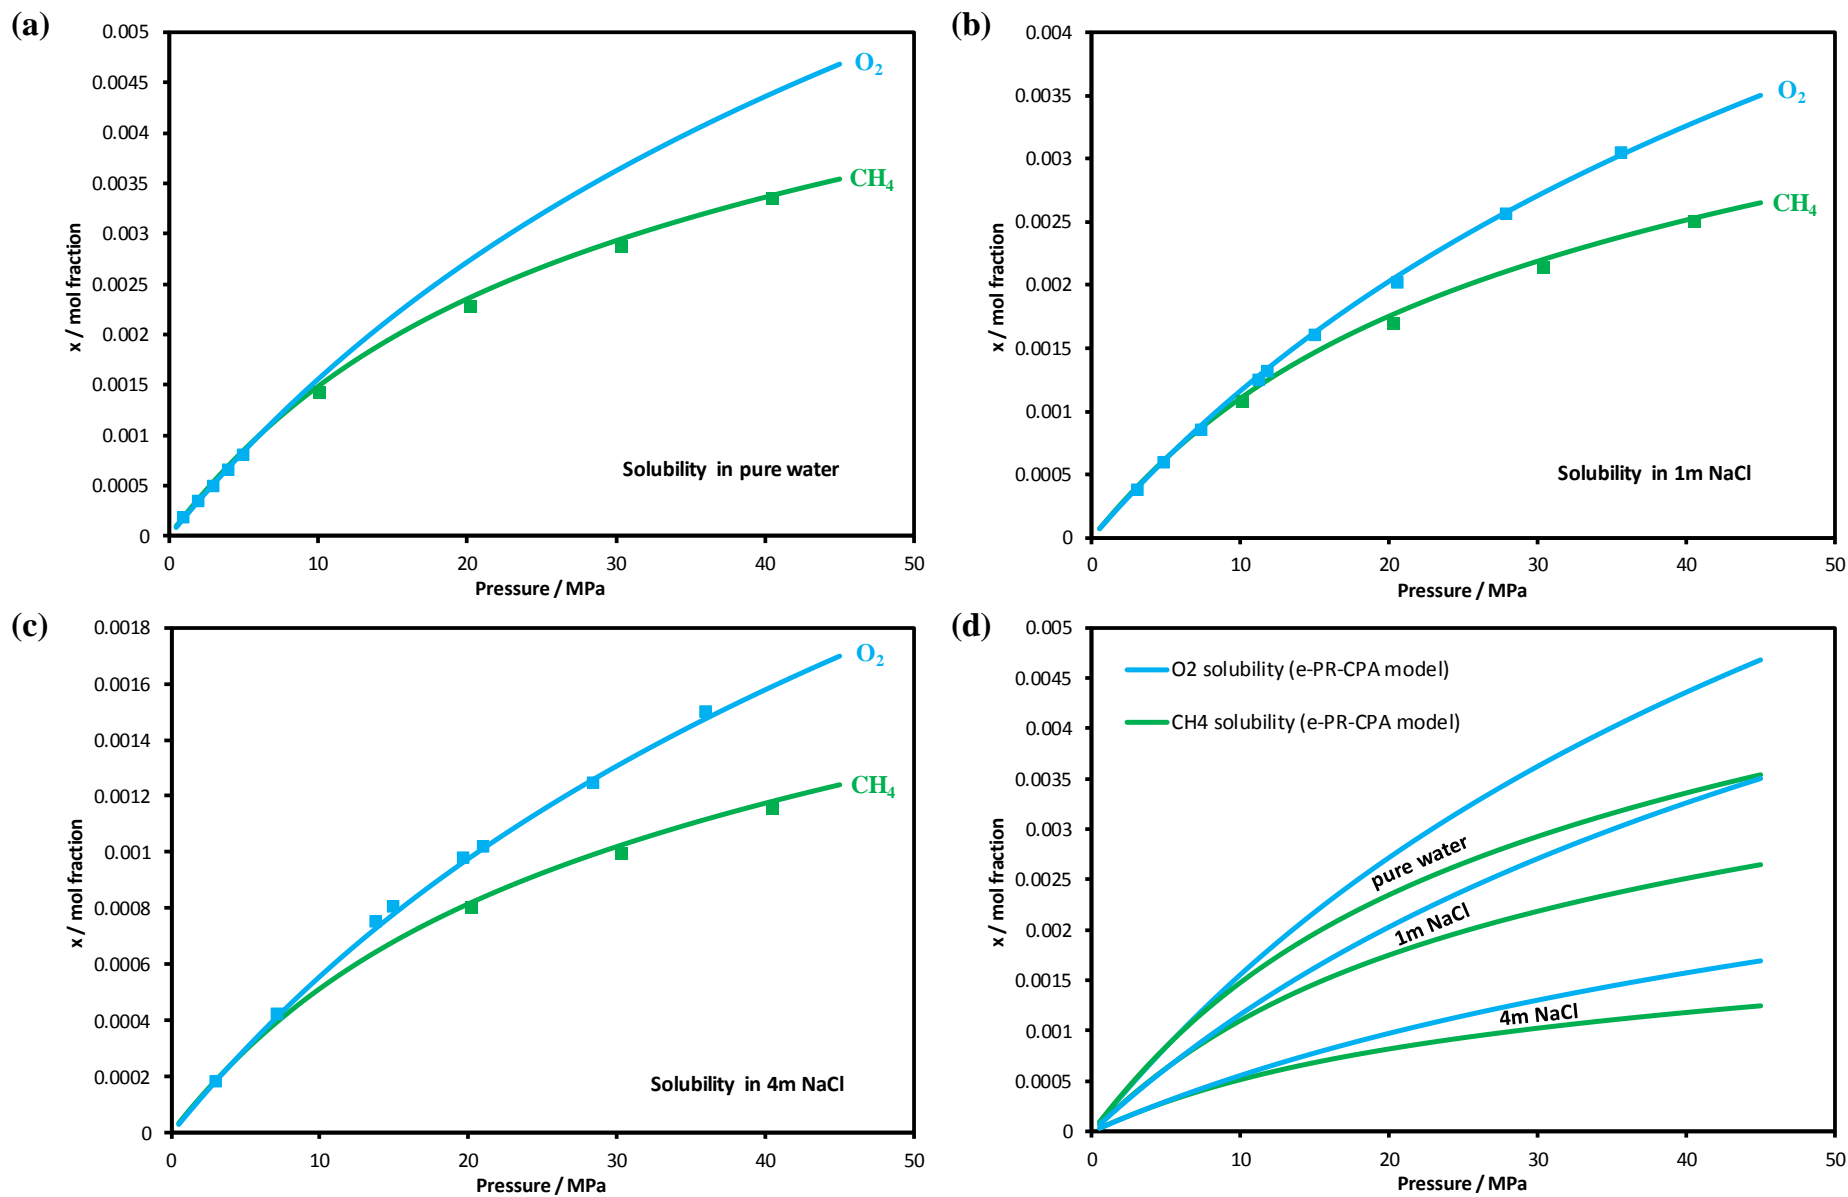 (a)
0.005
0.0045
0.004
0.0035
0.003
0.0025
0.002
0.0015
0.001
0.0005
0
x / mol fraction
O2
CH4
Solubility in pure water
0 10 20 30 40 50
Pressure / MPa
(b)
0.004
0.0035
0.003
0.0025
0.002
0.0015
0.001
0.0005
0
x / mol fraction
O2
CH4
Solubility in 1m NaCl
0 10 20 30 40 50
Pressure / MPa
(c)
0.0018
0.0016
0.0014
0.0012
0.001
0.0008
0.0006
0.0004
0.0002
0
x / mol fraction
O2
CH4
Solubility in 4m NaCl
0 10 20 30 40 50
Pressure / MPa
(d)
0.005
0.0045
0.004
0.0035
0.003
0.0025
0.002
0.0015
0.001
0.0005
0
x / mol fraction
O2 solubility (e-PR-CPA model)
CH4 solubility (e-PR-CPA model)
pure water
1m NaCl
4m NaCl
0 10 20 30 40 50
Pressure / MPa